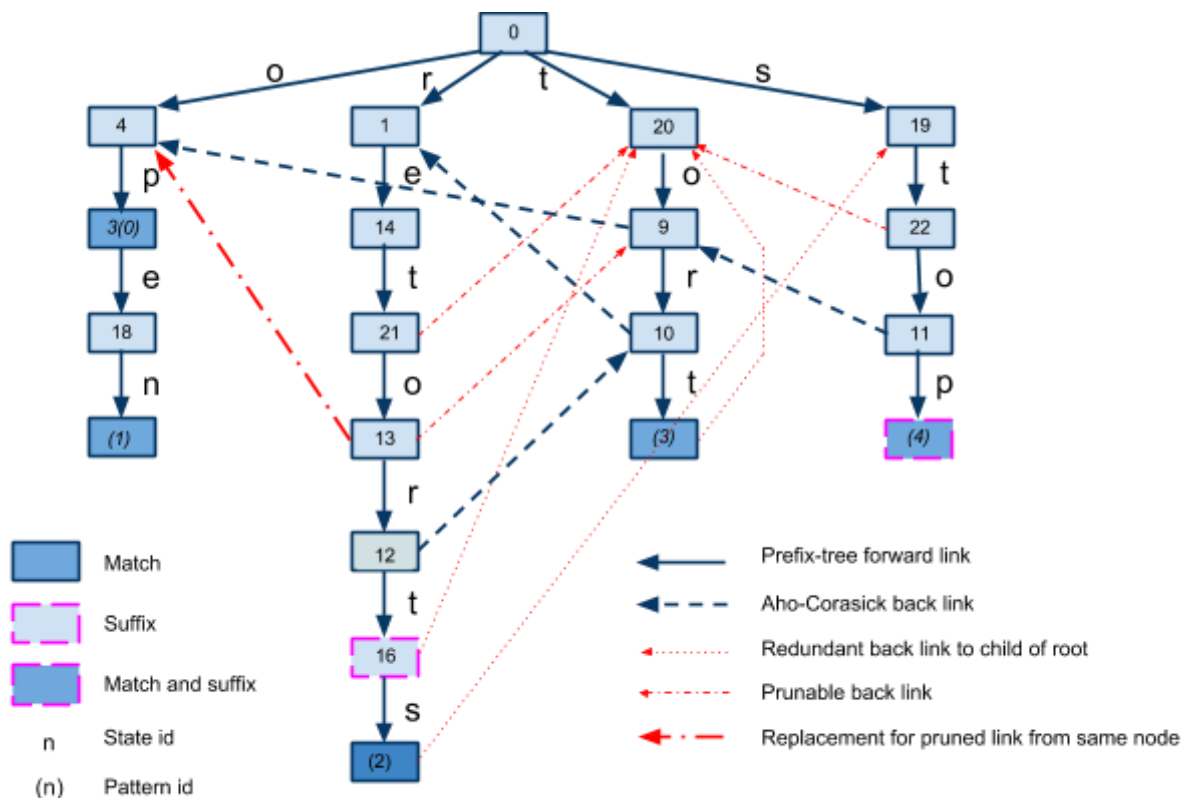 0
o r t s
4 1 20 19
p e o t
3(0) 14 9 22
e t r o
18 21 10 11
n o t p
(1) 13 (3) (4)
r
12
t
16
s
(2)
Match
Suffix
Match and suffix
n State id
(n) Pattern id
Prefix-tree forward link
Aho-Corasick back link
Redundant back link to child of root
Prunable back link
Replacement for pruned link from same node